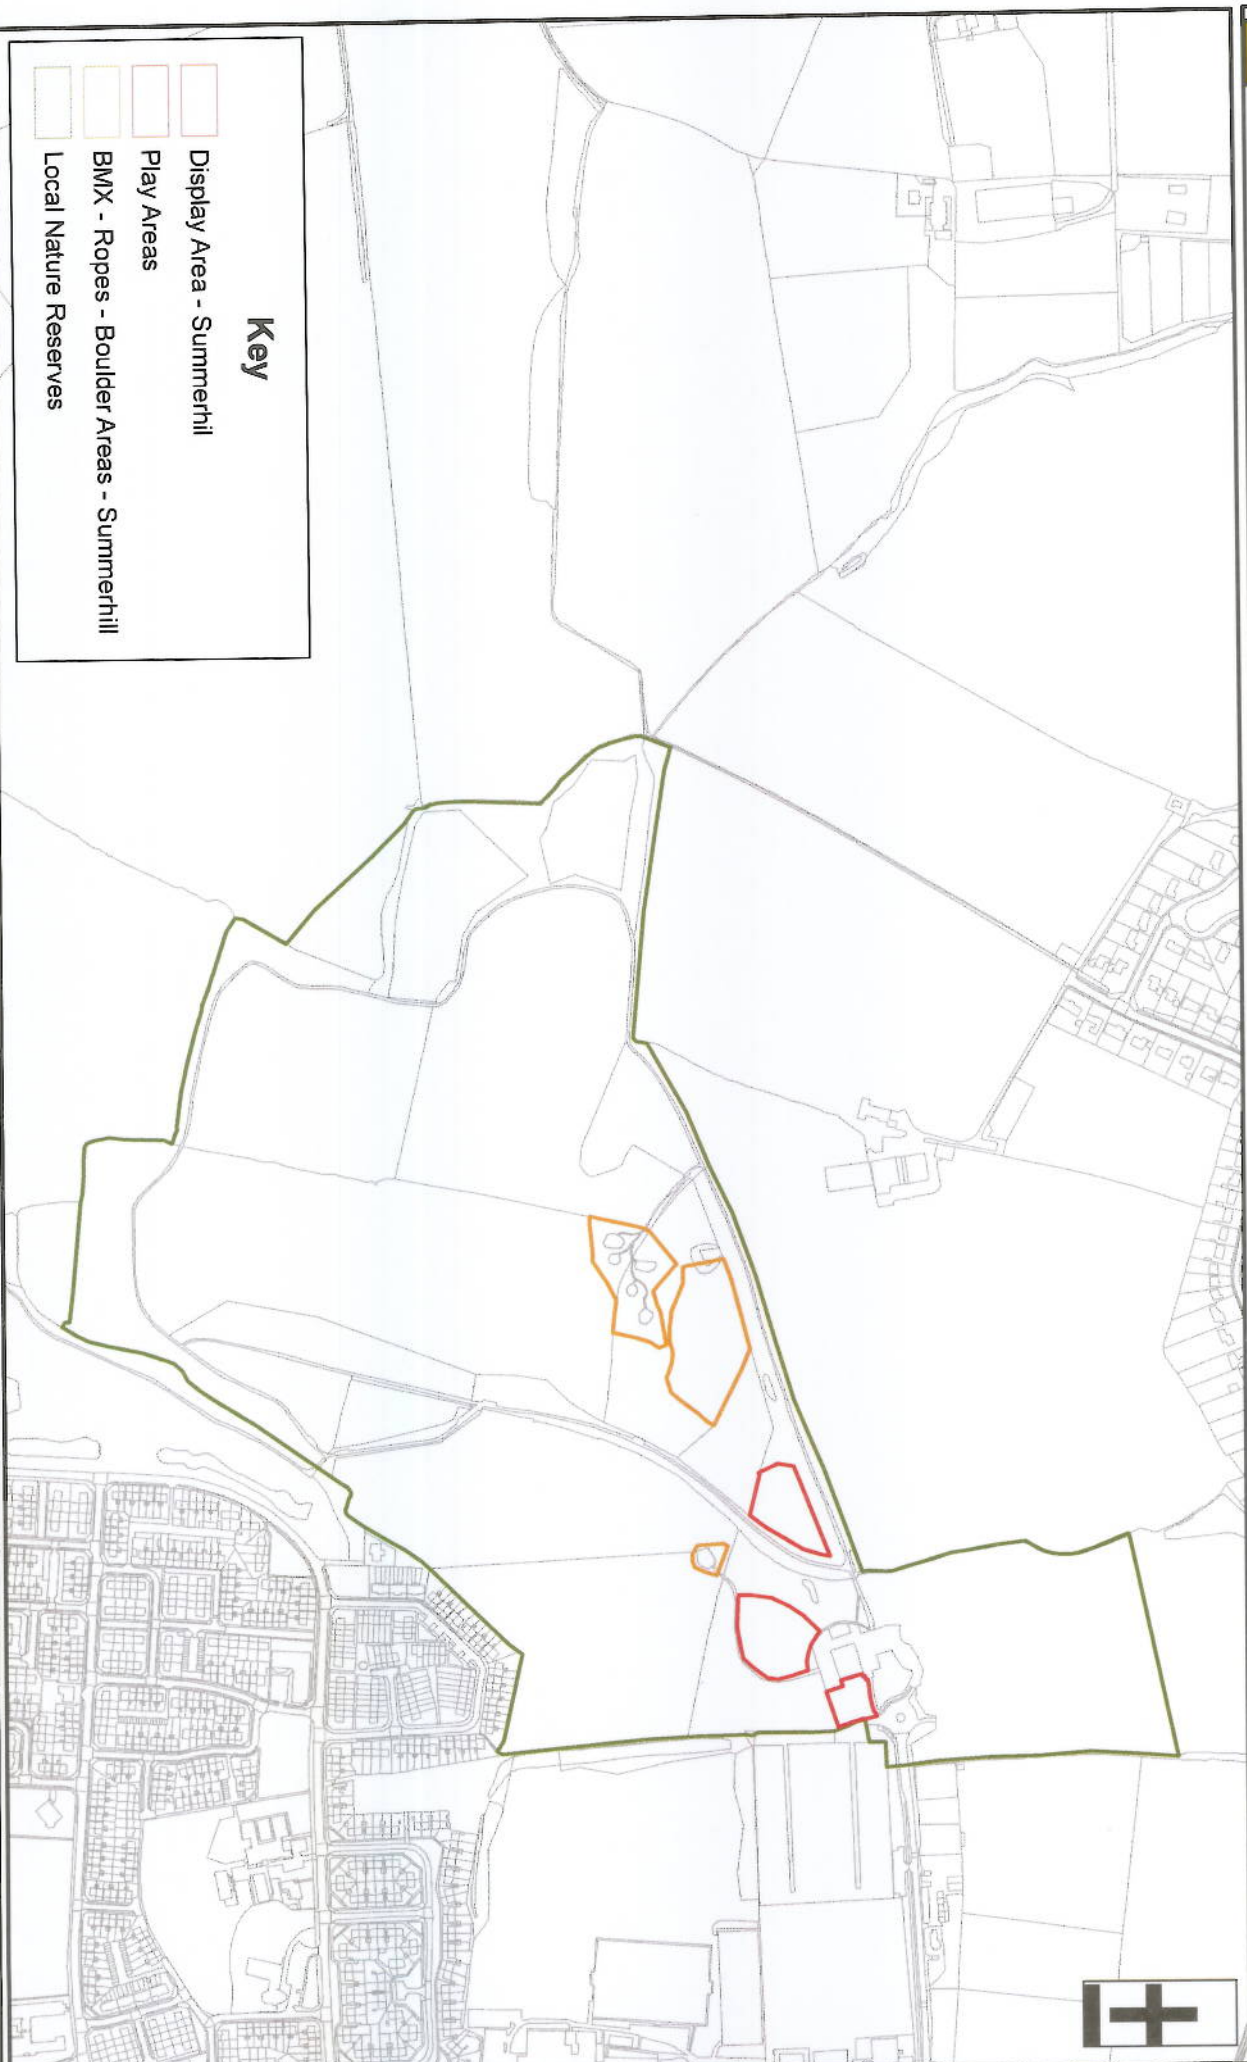 Key
Display Area - Summerhil
Play Areas
BMX - Ropes - Boulder Areas - Summerhill
Local Nature Reserves